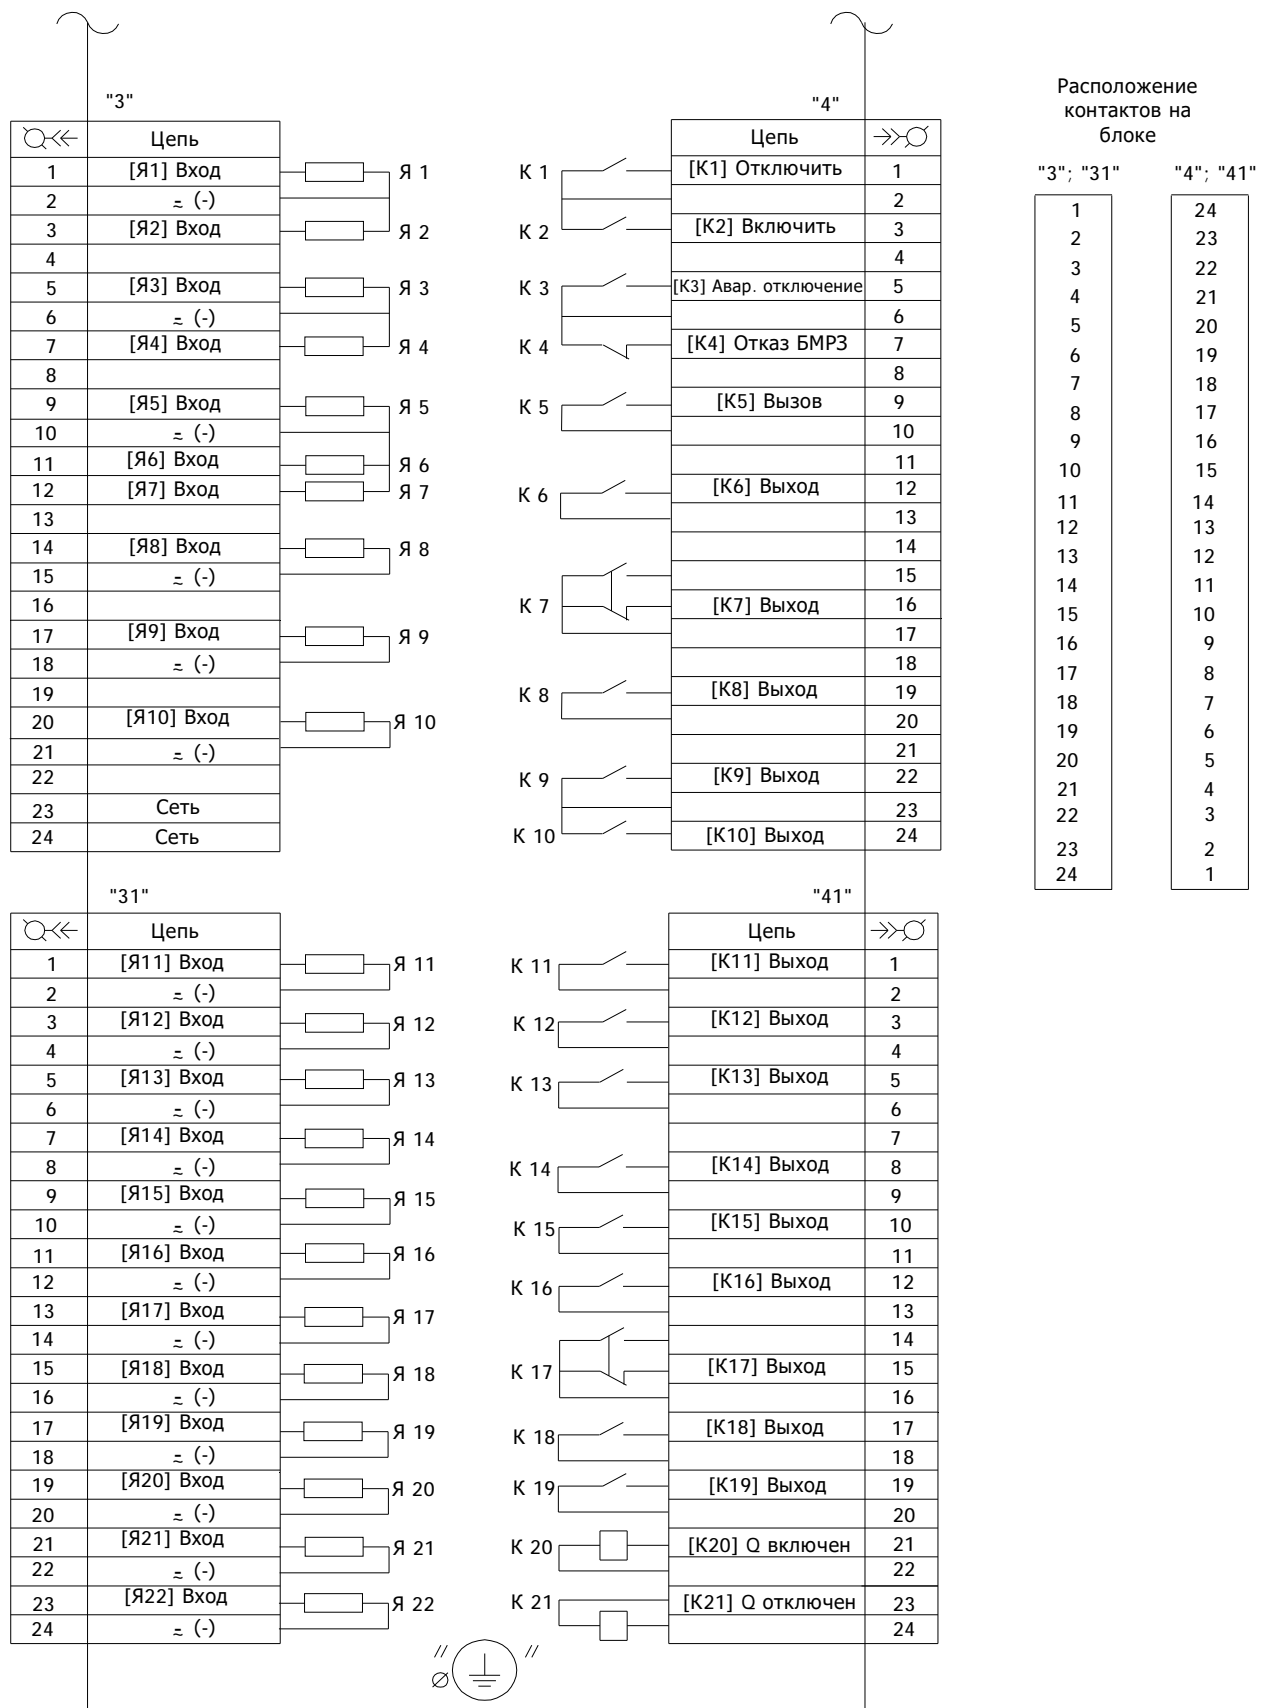 "3"
Цепь
1 [Я1] Вход Я 1
2 ≂ (-)
3 [Я2] Вход Я 2
4
5 [Я3] Вход Я 3
6 ≂ (-)
7 [Я4] Вход Я 4
8
9 [Я5] Вход Я 5
10 ≂ (-)
11 [Я6] Вход Я 6
12 [Я7] Вход Я 7
13
14 [Я8] Вход Я 8
15 ≂ (-)
16
17 [Я9] Вход Я 9
18 ≂ (-)
19
20 [Я10] Вход Я 10
21 ≂ (-)
22
23 Сеть
24 Сеть
"4"
Цепь
К 1 [К1] Отключить 1
2
К 2 [К2] Включить 3
4
К 3 [К3] Авар. отключение 5
6
К 4 [К4] Отказ БМРЗ 7
8
К 5 [К5] Вызов 9
10
11
К 6 [К6] Выход 12
13
14
15
К 7 [К7] Выход 16
17
18
К 8 [К8] Выход 19
20
21
К 9 [К9] Выход 22
23
К 10 [К10] Выход 24
Расположение
контактов на
блоке
"3"; "31" "4"; "41"
1 24
2 23
3 22
4 21
5 20
6 19
7 18
8 17
9 16
10 15
11 14
12 13
13 12
14 11
15 10
16 9
17 8
18 7
19 6
20 5
21 4
22 3
23 2
24 1
"31"
Цепь
1 [Я11] Вход Я 11
2 ≂ (-)
3 [Я12] Вход Я 12
4 ≂ (-)
5 [Я13] Вход Я 13
6 ≂ (-)
7 [Я14] Вход Я 14
8 ≂ (-)
9 [Я15] Вход Я 15
10 ≂ (-)
11 [Я16] Вход Я 16
12 ≂ (-)
13 [Я17] Вход Я 17
14 ≂ (-)
15 [Я18] Вход Я 18
16 ≂ (-)
17 [Я19] Вход Я 19
18 ≂ (-)
19 [Я20] Вход Я 20
20 ≂ (-)
21 [Я21] Вход Я 21
22 ≂ (-)
23 [Я22] Вход Я 22
24 ≂ (-)
"41"
Цепь
К 11 [К11] Выход 1
2
К 12 [К12] Выход 3
4
К 13 [К13] Выход 5
6
7
К 14 [К14] Выход 8
9
К 15 [К15] Выход 10
11
К 16 [К16] Выход 12
13
14
К 17 [К17] Выход 15
16
К 18 [К18] Выход 17
18
К 19 [К19] Выход 19
20
К 20 [К20] Q включен 21
22
К 21 [К21] Q отключен 23
24